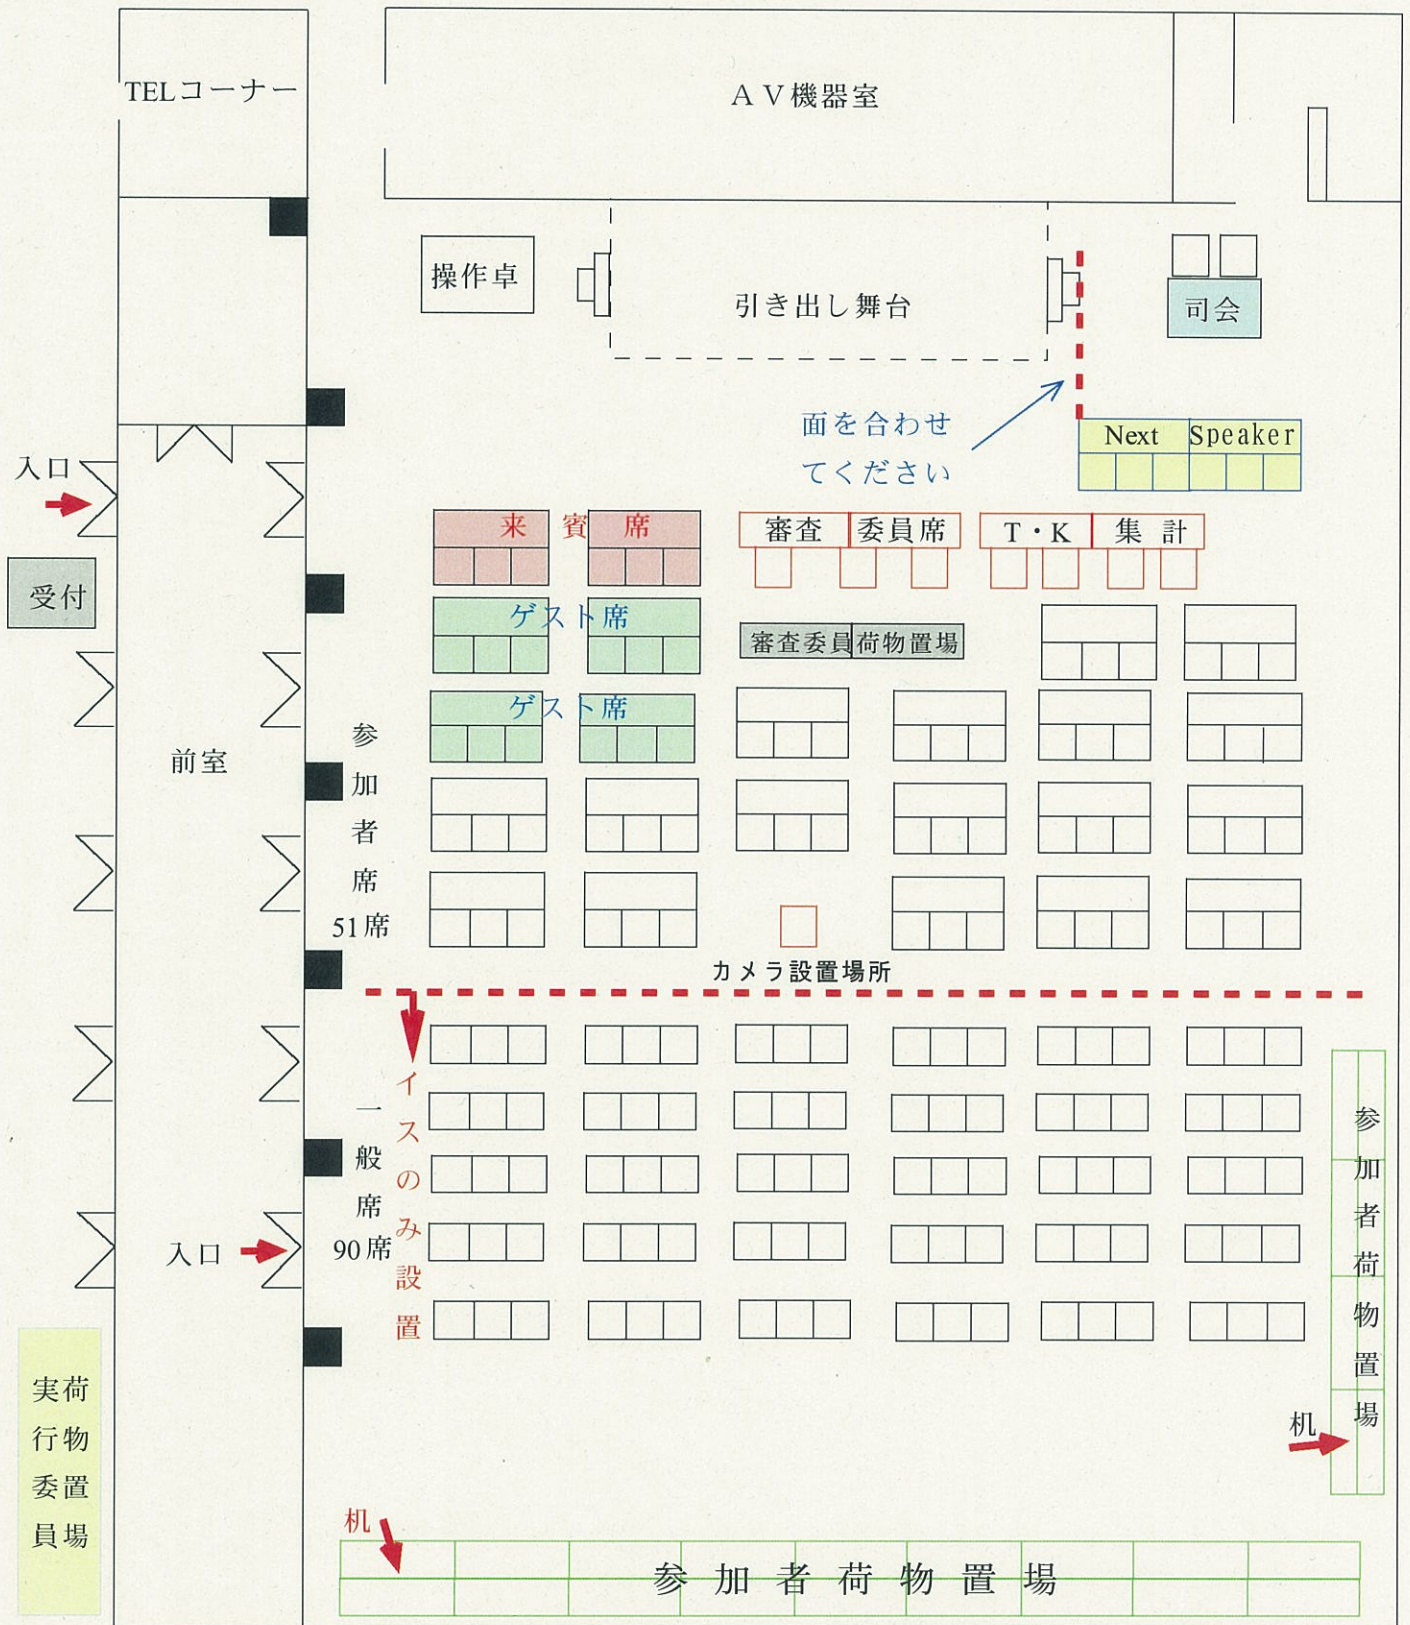 TELコーナー
ＡＶ機器室
操作卓
引き出し舞台
司会
面を合わせ
てください
Next Speaker
入口
来賓席
審査委員席
T・K集計
受付
ゲスト席
審査委員荷物置場
ゲスト席
前室
参加者席
51席
カメラ設置場所
イスのみ設置
一般席
90席
入口
参加者荷物置場
机
実行委員
荷物置場
机
参加者荷物置場